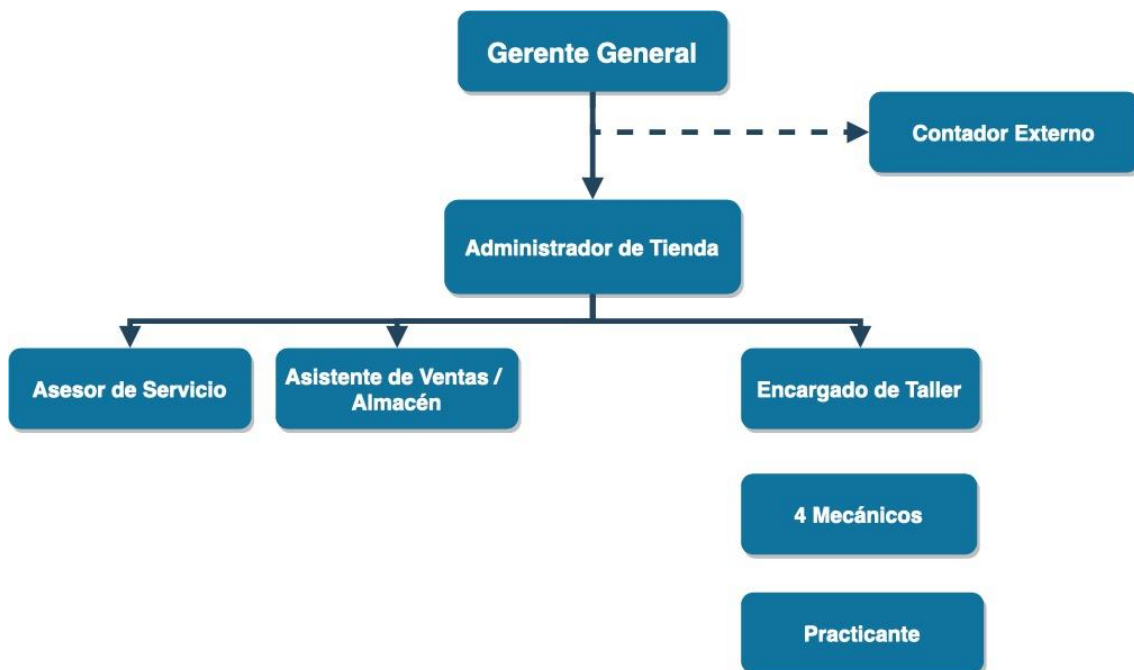 Gerente General
Contador Externo
Administrador de Tienda
Asesor de Servicio
Asistente de Ventas /
Almacén
Encargado de Taller
4 Mecánicos
Practicante